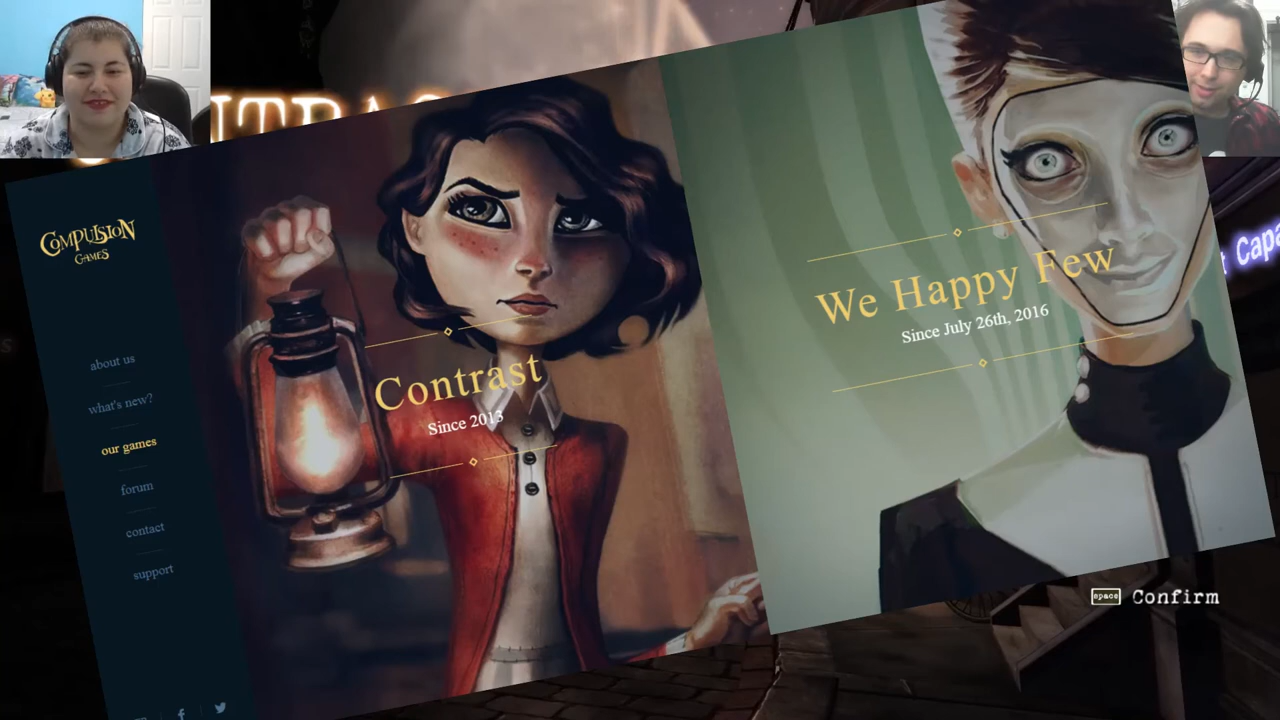 COMPULSION
GAMES
about us
what's new?
our games
forum
contact
support
Contrast
Since 2013
We Happy Few
Since July 26th, 2016
space Confirm